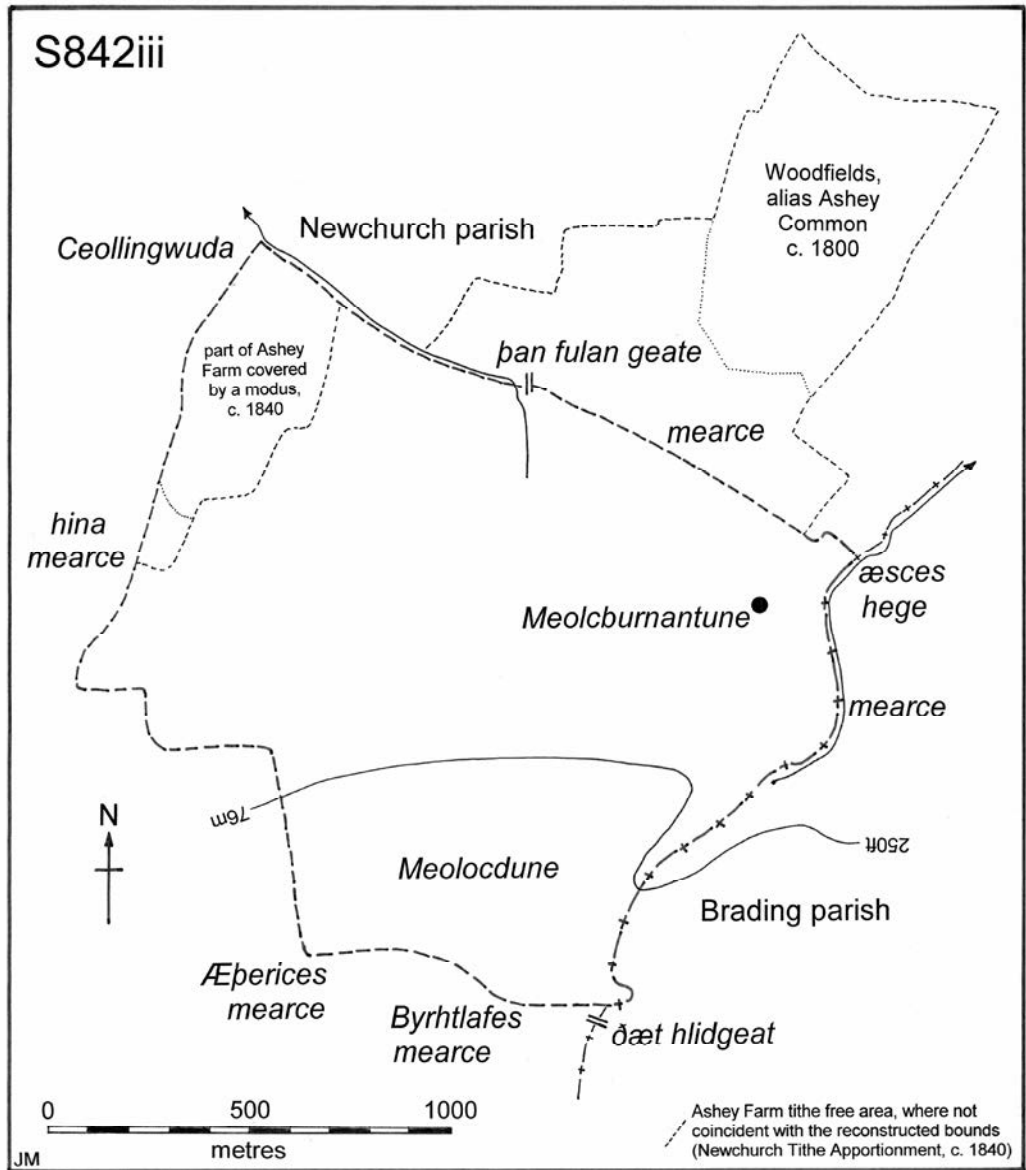 S842iii
Woodfields,
alias Ashey
Common
c. 1800
Newchurch parish
Ceollingwuda
part of Ashey
Farm covered
by a modus,
c. 1840
þan fulan geate
mearce
hina
mearce
æsces
hege
Meolcburnantune
mearce
N
76m
250ft
Meolocdune
Brading parish
Æþerices
mearce
Byrhtlafes
mearce
ðæt hlidgeat
0 500 1000
metres
Ashey Farm tithe free area, where not
coincident with the reconstructed bounds
(Newchurch Tithe Apportionment, c. 1840)
JM